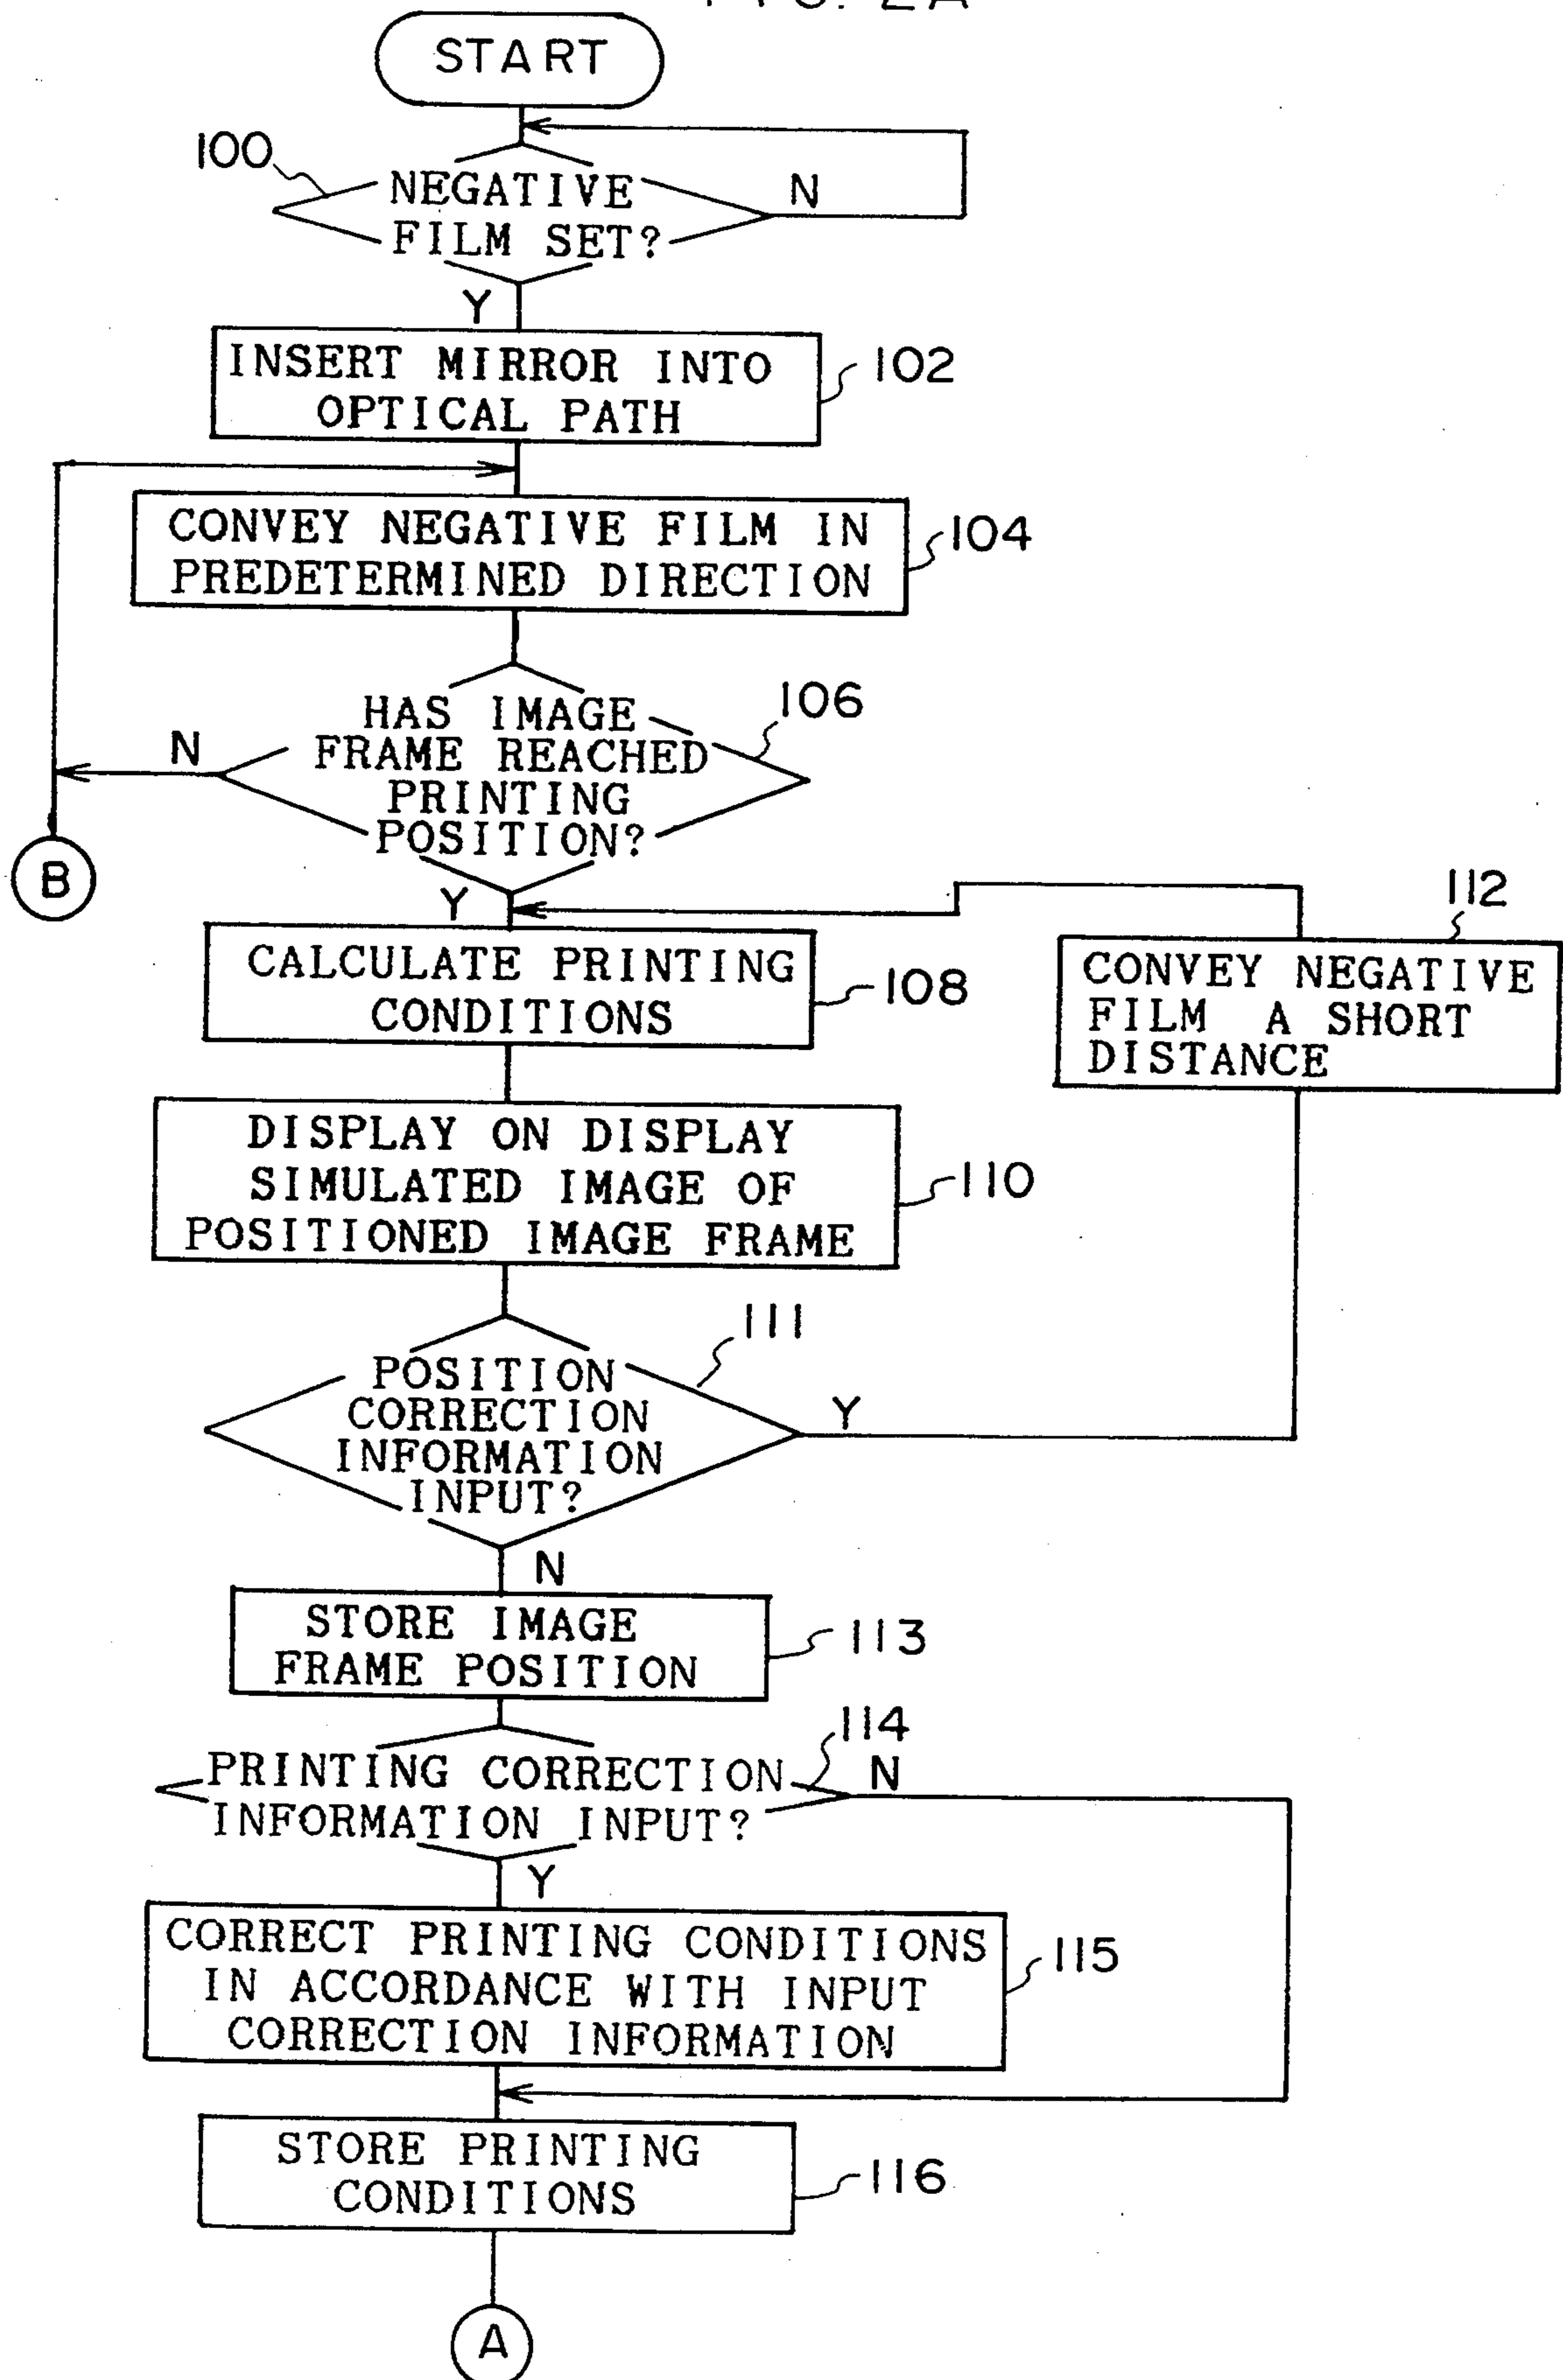 FIG. 2A
START
100
NEGATIVE
FILM SET?
N
Y
INSERT MIRROR INTO
OPTICAL PATH
102
CONVEY NEGATIVE FILM IN
PREDETERMINED DIRECTION
104
HAS IMAGE
FRAME REACHED
PRINTING
POSITION?
106
N
B
Y
CALCULATE PRINTING
CONDITIONS
108
112
CONVEY NEGATIVE
FILM A SHORT
DISTANCE
DISPLAY ON DISPLAY
SIMULATED IMAGE OF
POSITIONED IMAGE FRAME
110
111
POSITION
CORRECTION
INFORMATION
INPUT?
Y
N
STORE IMAGE
FRAME POSITION
113
114
PRINTING CORRECTION
INFORMATION INPUT?
N
Y
CORRECT PRINTING CONDITIONS
IN ACCORDANCE WITH INPUT
CORRECTION INFORMATION
115
STORE PRINTING
CONDITIONS
116
A